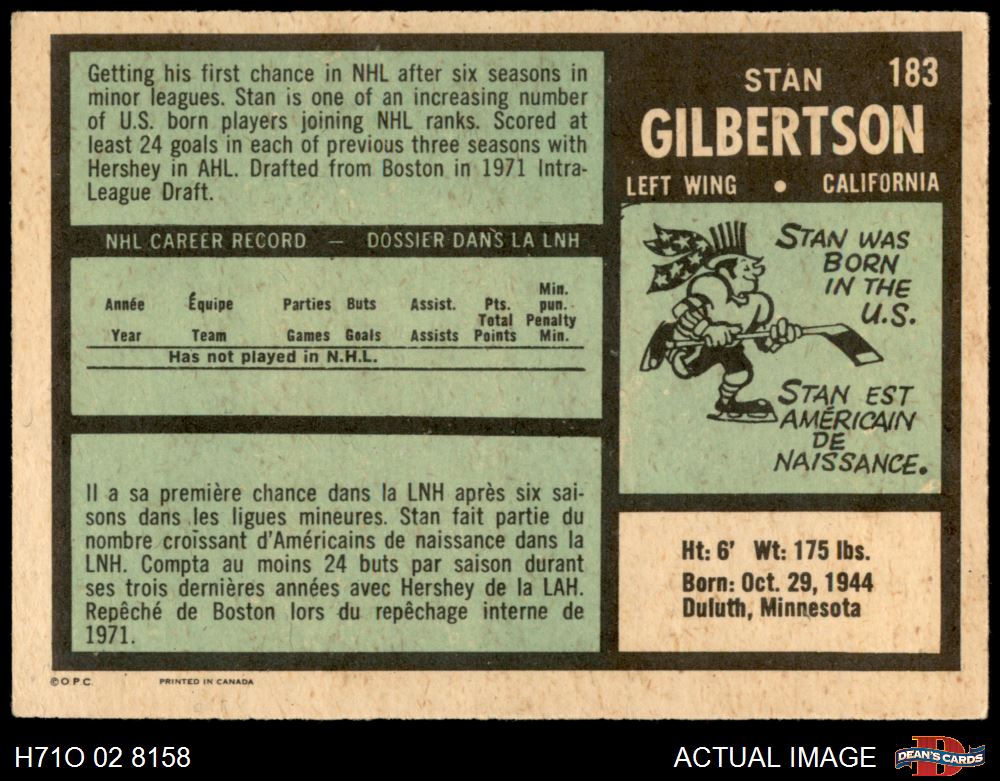 Getting his first chance in NHL after six seasons in
minor leagues. Stan is one of an increasing number
of U.S. born players joining NHL ranks. Scored at
least 24 goals in each of previous three seasons with
Hershey in AHL. Drafted from Boston in 1971 Intra-
League Draft.
STAN 183
GILBERTSON
LEFT WING • CALIFORNIA
NHL CAREER RECORD — DOSSIER DANS LA LNH
Année Équipe Parties Buts Assist. Pts. Min. pun.
Year Team Games Goals Assists Total Points Penalty Min.
Has not played in N.H.L.
STAN WAS
BORN
IN THE
U.S.
STAN EST
AMÉRICAIN
DE
NAISSANCE.
Il a sa première chance dans la LNH après six sai-
sons dans les ligues mineures. Stan fait partie du
nombre croissant d'Américains de naissance dans la
LNH. Compta au moins 24 buts par saison durant
ses trois dernières années avec Hershey de la LAH.
Repêché de Boston lors du repêchage interne de
1971.
Ht: 6' Wt: 175 lbs.
Born: Oct. 29, 1944
Duluth, Minnesota
©O.P.C. PRINTED IN CANADA
H71O 02 8158 ACTUAL IMAGE DEAN'S CARDS